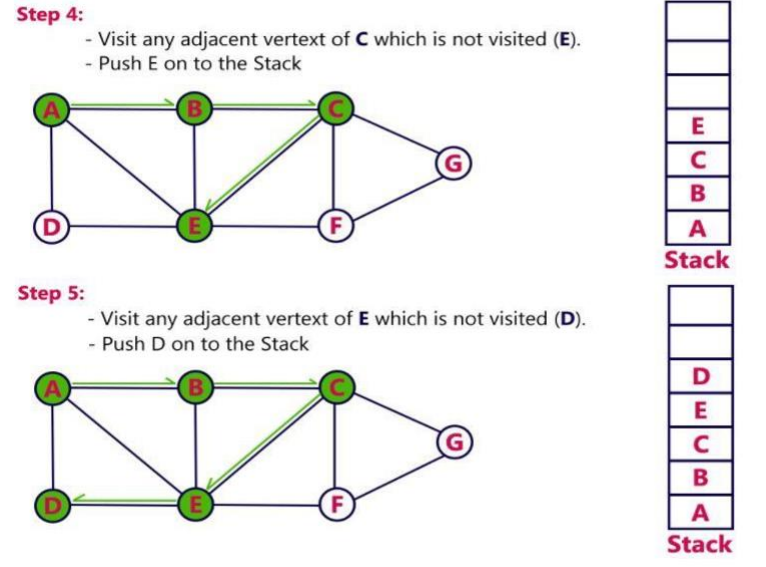 Step 4:
- Visit any adjacent vertext of C which is not visited (E).
- Push E on to the Stack
A B C
G
D E F
E
C
B
A
Stack
Step 5:
- Visit any adjacent vertext of E which is not visited (D).
- Push D on to the Stack
A B C
G
D E F
D
E
C
B
A
Stack